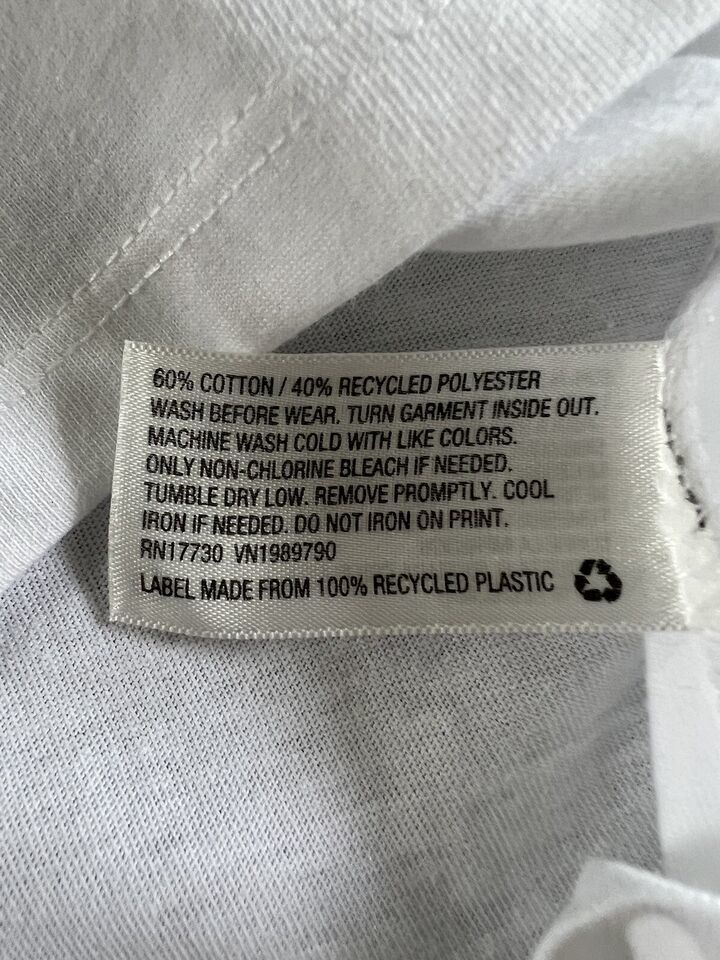 60% COTTON / 40% RECYCLED POLYESTER
WASH BEFORE WEAR. TURN GARMENT INSIDE OUT.
MACHINE WASH COLD WITH LIKE COLORS.
ONLY NON-CHLORINE BLEACH IF NEEDED.
TUMBLE DRY LOW. REMOVE PROMPTLY. COOL
IRON IF NEEDED. DO NOT IRON ON PRINT.
RN17730 VN1989790
LABEL MADE FROM 100% RECYCLED PLASTIC